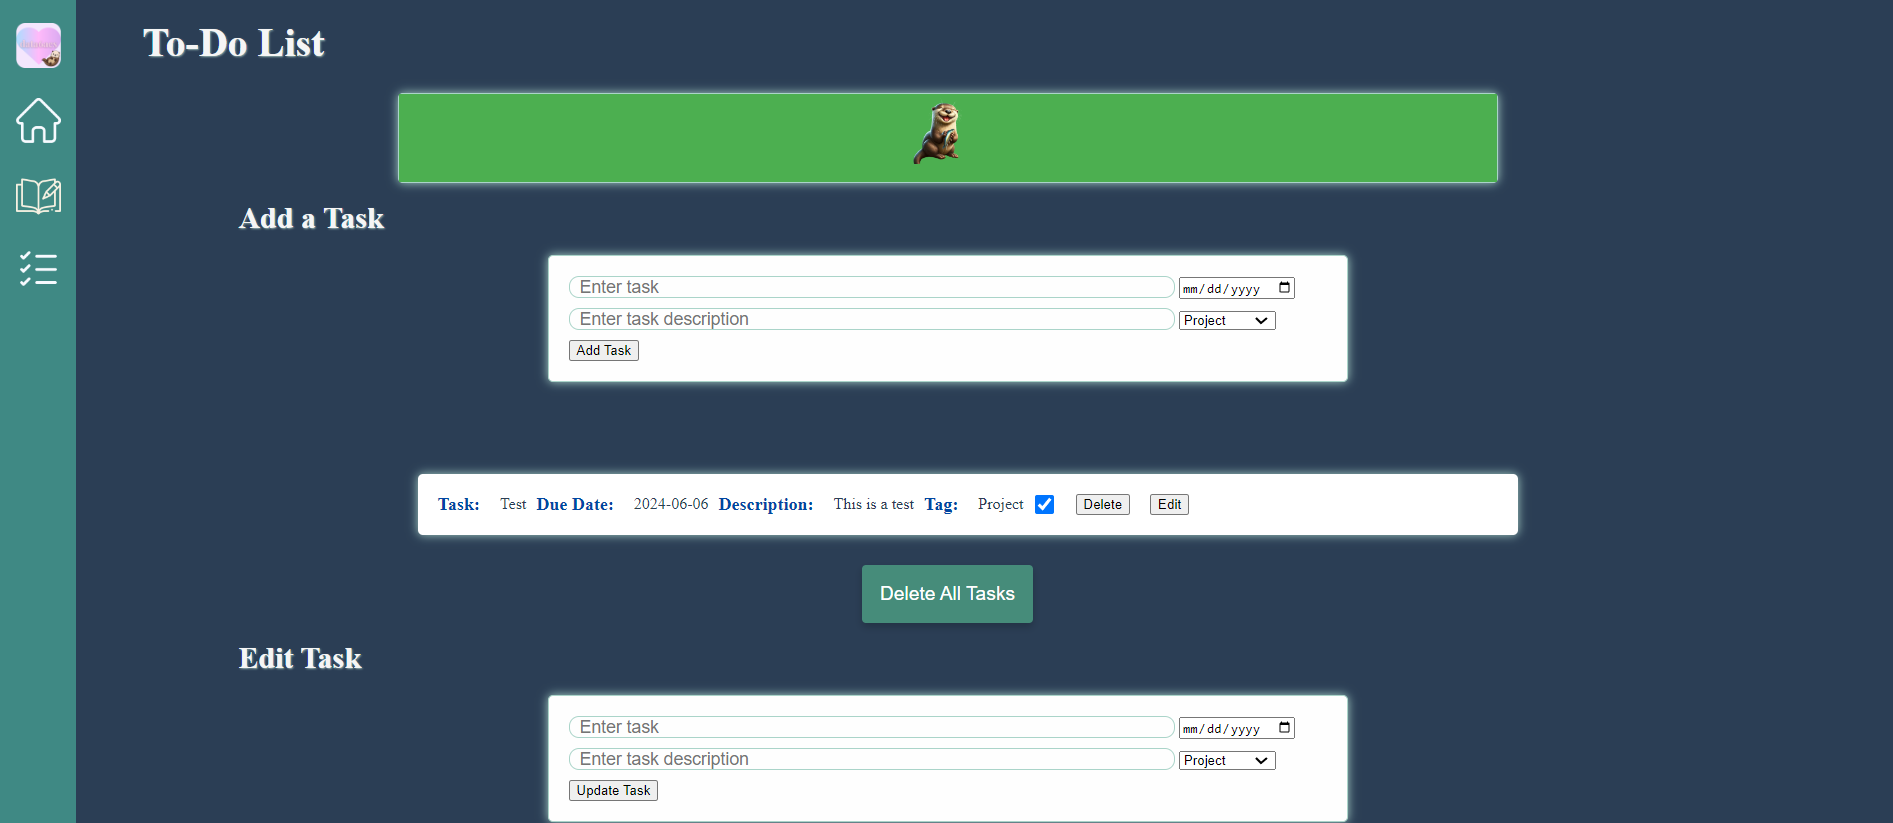 To-Do List
Add a Task
Enter task mm/dd/yyyy
Enter task description Project
Add Task
Task: Test Due Date: 2024-06-06 Description: This is a test Tag: Project Delete Edit
Delete All Tasks
Edit Task
Enter task mm/dd/yyyy
Enter task description Project
Update Task